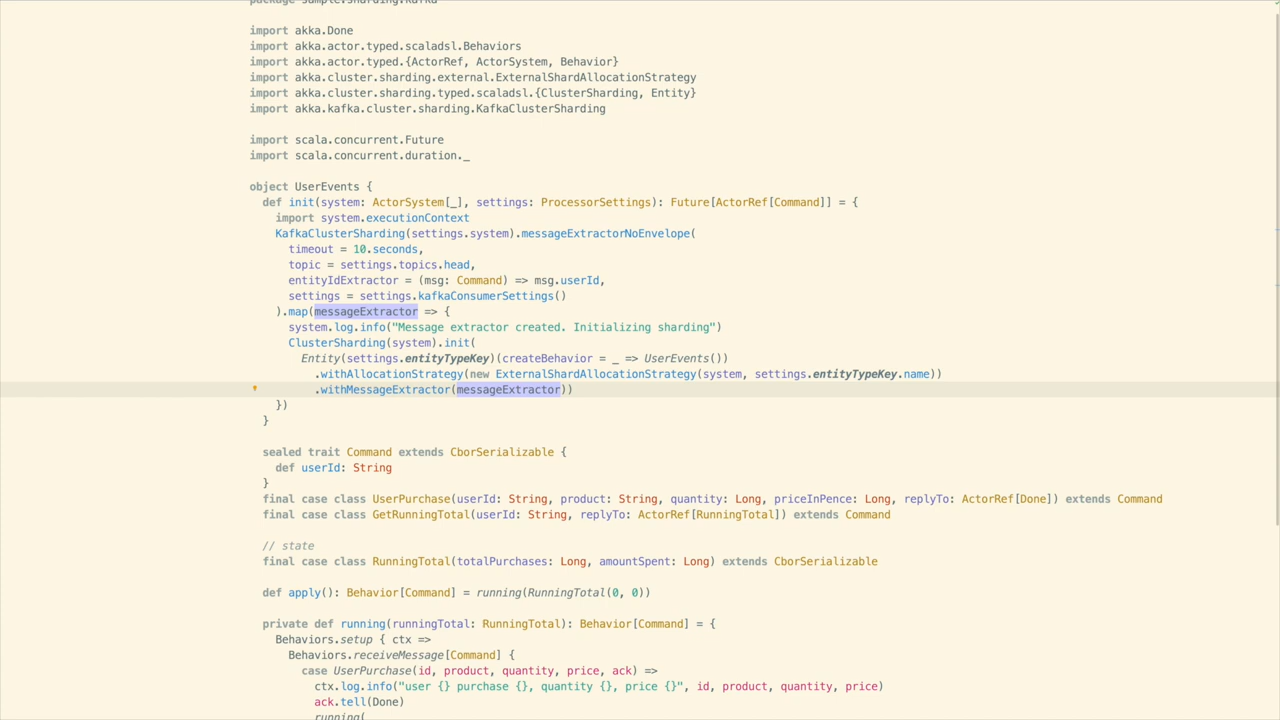 package sample.sharding.kafka
import akka.Done
import akka.actor.typed.scaladsl.Behaviors
import akka.actor.typed.{ActorRef, ActorSystem, Behavior}
import akka.cluster.sharding.external.ExternalShardAllocationStrategy
import akka.cluster.sharding.typed.scaladsl.{ClusterSharding, Entity}
import akka.kafka.cluster.sharding.KafkaClusterSharding
import scala.concurrent.Future
import scala.concurrent.duration._
object UserEvents {
def init(system: ActorSystem[_], settings: ProcessorSettings): Future[ActorRef[Command]] = {
import system.executionContext
KafkaClusterSharding(settings.system).messageExtractorNoEnvelope(
timeout = 10.seconds,
topic = settings.topics.head,
entityIdExtractor = (msg: Command) => msg.userId,
settings = settings.kafkaConsumerSettings()
).map(messageExtractor => {
system.log.info("Message extractor created. Initializing sharding")
ClusterSharding(system).init(
Entity(settings.entityTypeKey)(createBehavior = _ => UserEvents())
.withAllocationStrategy(new ExternalShardAllocationStrategy(system, settings.entityTypeKey.name))
.withMessageExtractor(messageExtractor))
})
}
sealed trait Command extends CborSerializable {
def userId: String
}
final case class UserPurchase(userId: String, product: String, quantity: Long, priceInPence: Long, replyTo: ActorRef[Done]) extends Command
final case class GetRunningTotal(userId: String, replyTo: ActorRef[RunningTotal]) extends Command
// state
final case class RunningTotal(totalPurchases: Long, amountSpent: Long) extends CborSerializable
def apply(): Behavior[Command] = running(RunningTotal(0, 0))
private def running(runningTotal: RunningTotal): Behavior[Command] = {
Behaviors.setup { ctx =>
Behaviors.receiveMessage[Command] {
case UserPurchase(id, product, quantity, price, ack) =>
ctx.log.info("user {} purchase {}, quantity {}, price {}", id, product, quantity, price)
ack.tell(Done)
running(